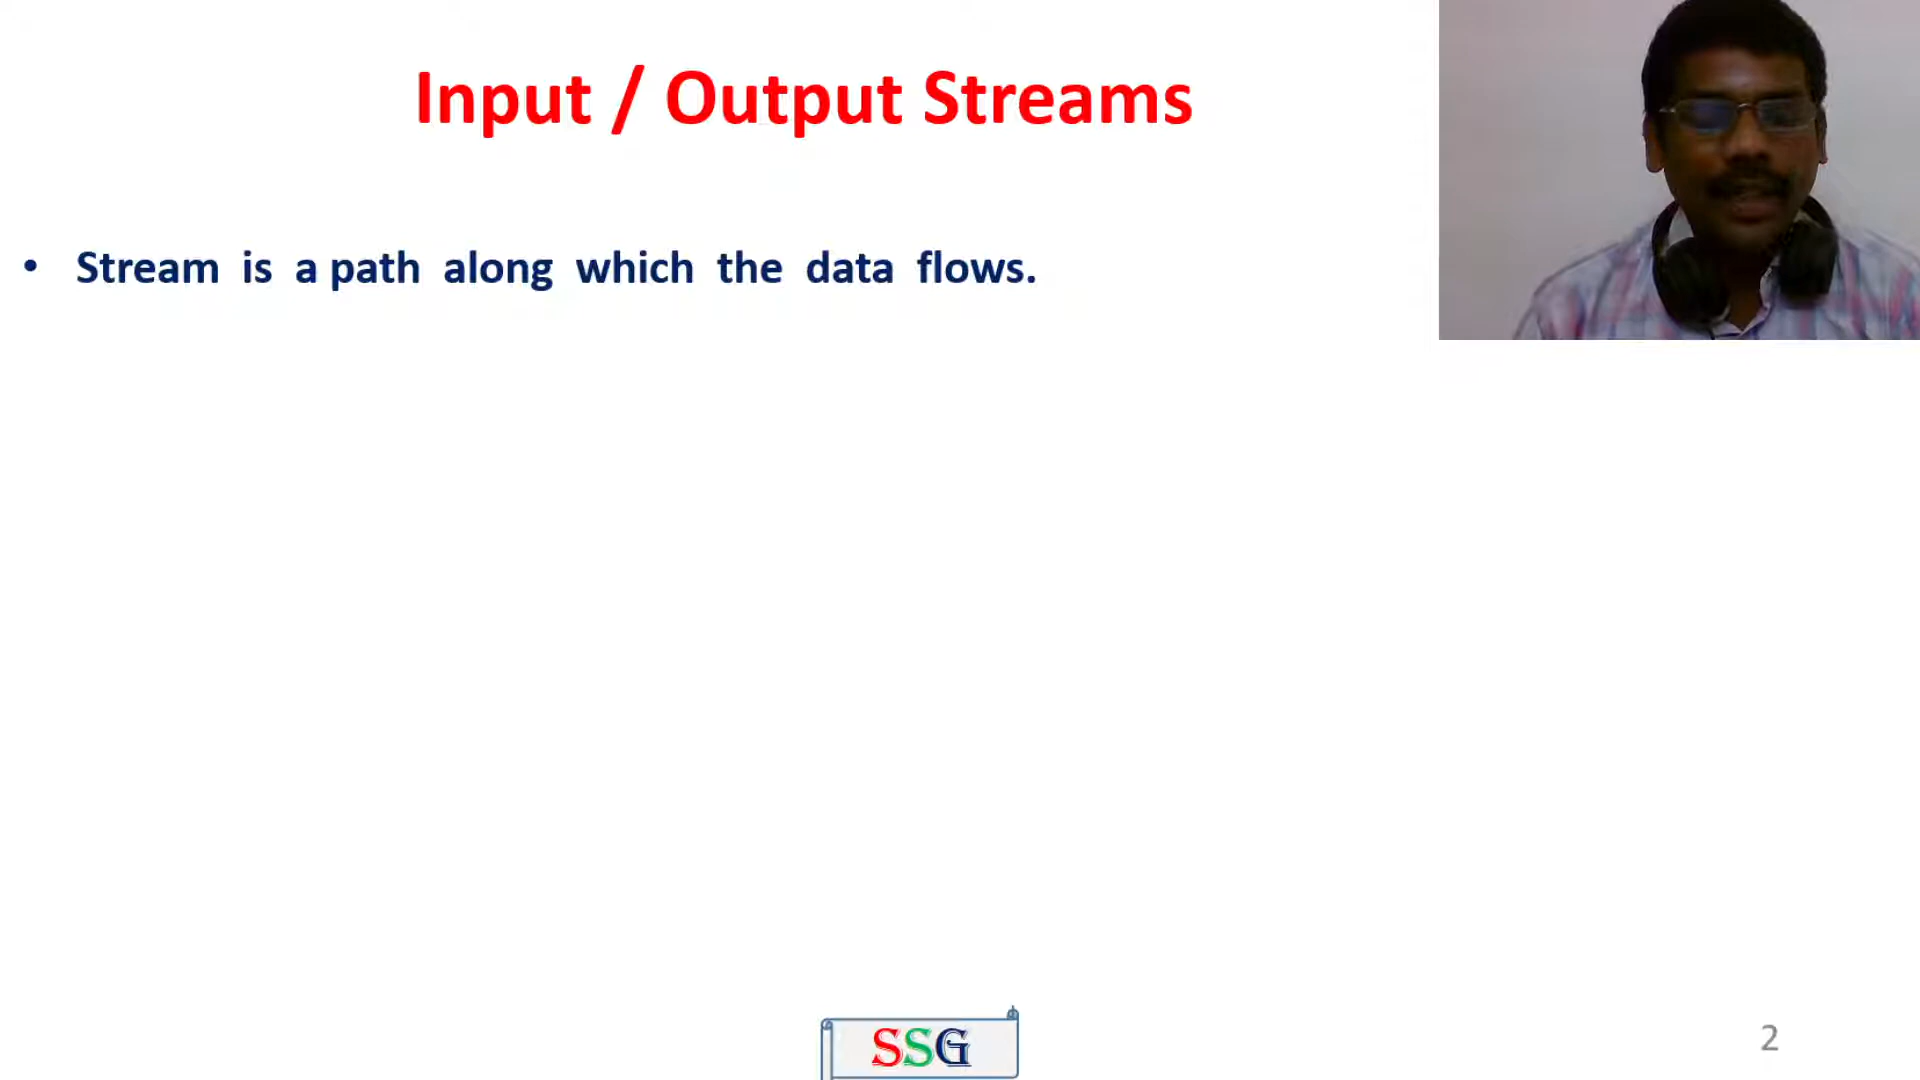 Input / Output Streams
• Stream is a path along which the data flows.
SSG
2